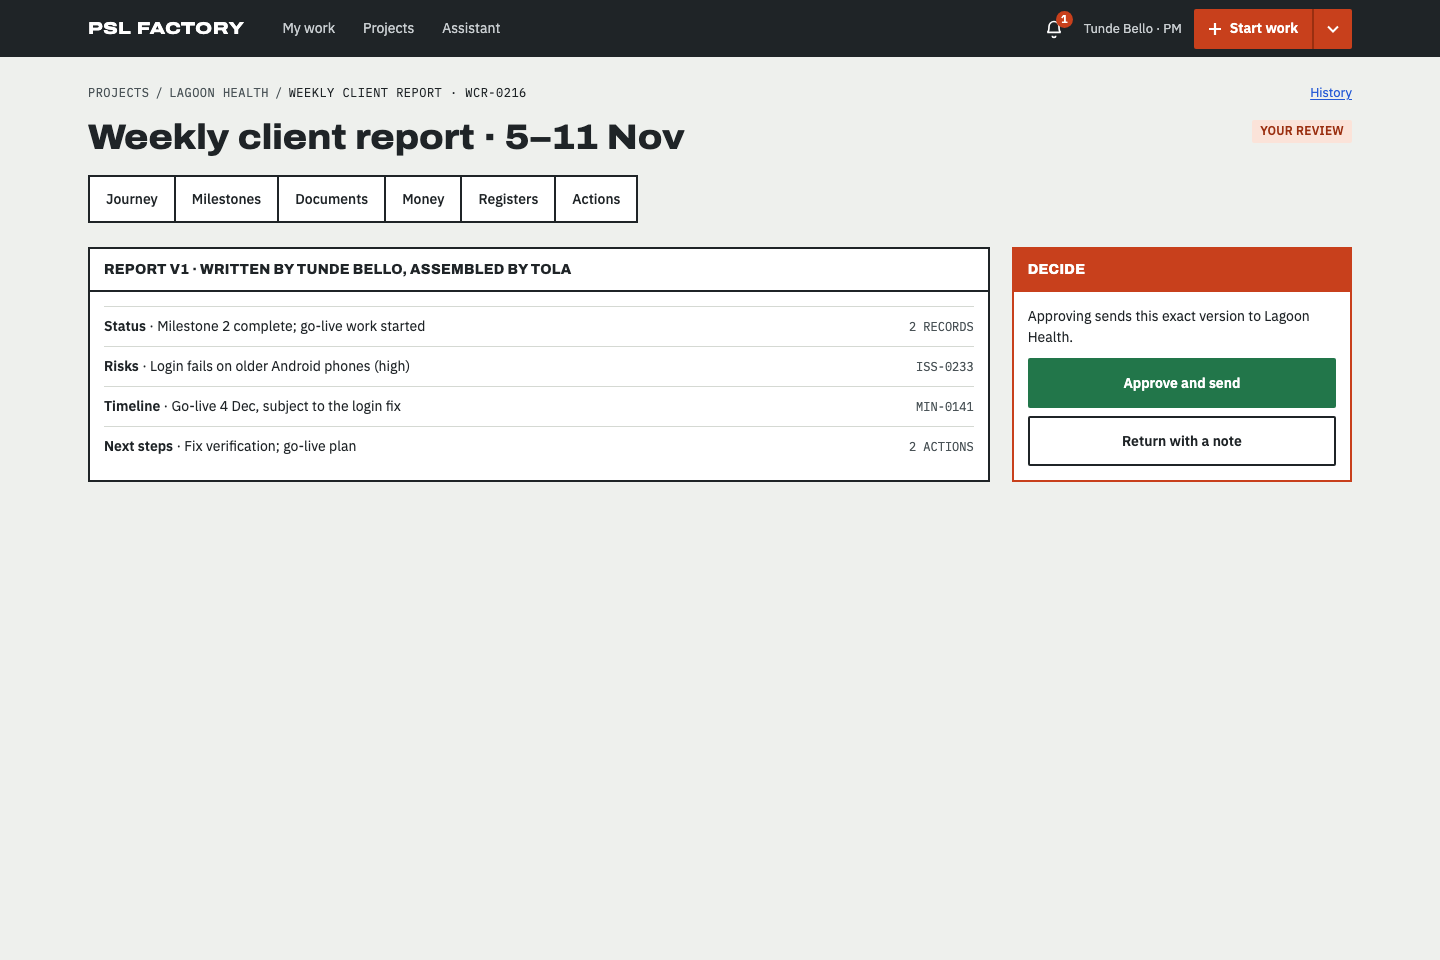 PSL FACTORY
My work
Projects
Assistant
1
Tunde Bello · PM
Start work
PROJECTS / LAGOON HEALTH / WEEKLY CLIENT REPORT · WCR-0216
History
Weekly client report · 5–11 Nov
YOUR REVIEW
Journey
Milestones
Documents
Money
Registers
Actions
REPORT V1 · WRITTEN BY TUNDE BELLO, ASSEMBLED BY TOLA
Status · Milestone 2 complete; go-live work started
2 RECORDS
Risks · Login fails on older Android phones (high)
ISS-0233
Timeline · Go-live 4 Dec, subject to the login fix
MIN-0141
Next steps · Fix verification; go-live plan
2 ACTIONS
DECIDE
Approving sends this exact version to Lagoon
Health.
Approve and send
Return with a note